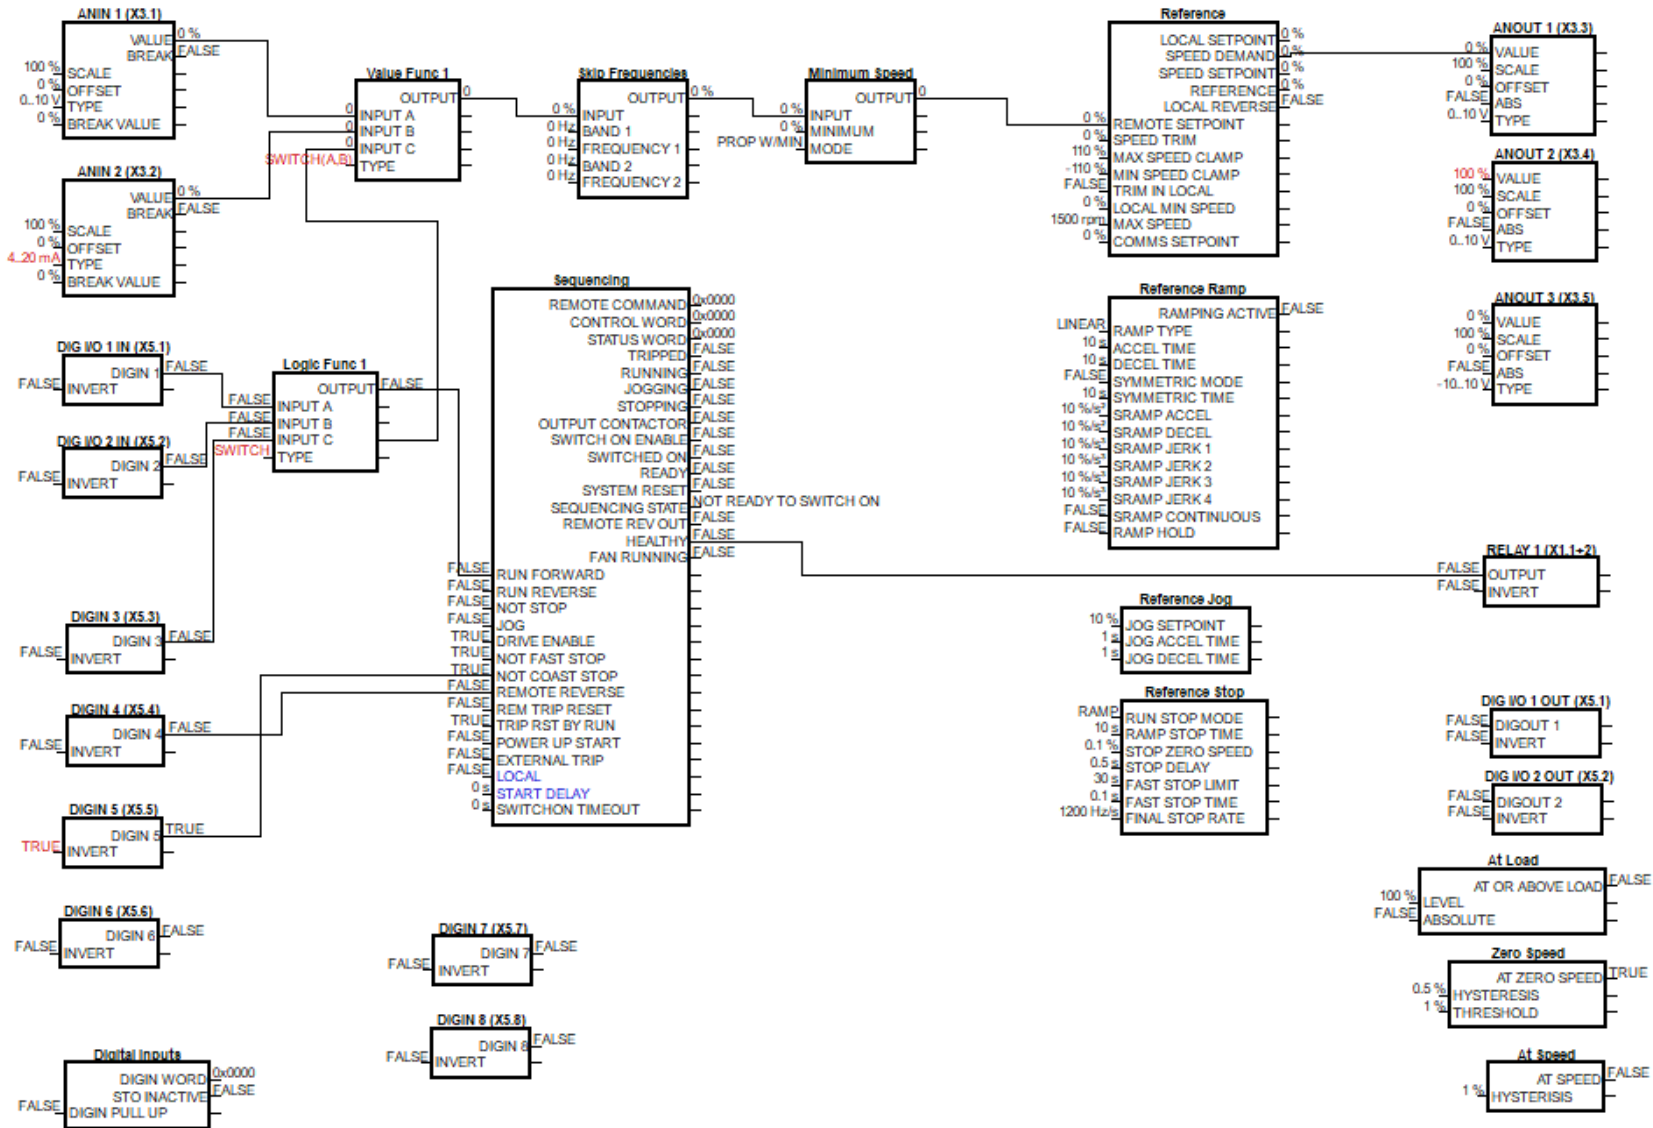 ANIN 1 (X3.1)
VALUE 0 %
BREAK FALSE
100 % SCALE
0 % OFFSET
0..10 V TYPE
0 % BREAK VALUE
ANIN 2 (X3.2)
VALUE 0 %
BREAK FALSE
100 % SCALE
0 % OFFSET
4..20 mA TYPE
0 % BREAK VALUE
DIG I/O 1 IN (X5.1)
DIGIN 1 FALSE
FALSE INVERT
DIG I/O 2 IN (X5.2)
DIGIN 2 FALSE
FALSE INVERT
DIGIN 3 (X5.3)
DIGIN 3 FALSE
FALSE INVERT
DIGIN 4 (X5.4)
DIGIN 4 FALSE
FALSE INVERT
DIGIN 5 (X5.5)
DIGIN 5 TRUE
TRUE INVERT
DIGIN 6 (X5.6)
DIGIN 6 FALSE
FALSE INVERT
Digital Inputs
DIGIN WORD 0x0000
STO INACTIVE FALSE
FALSE DIGIN PULL UP
Value Func 1
OUTPUT 0
0 INPUT A
0 INPUT B
0 INPUT C
SWITCH(A,B) TYPE
Logic Func 1
OUTPUT FALSE
FALSE INPUT A
FALSE INPUT B
FALSE INPUT C
SWITCH TYPE
Skip Frequencies
OUTPUT 0 %
0 % INPUT
0 Hz BAND 1
0 Hz FREQUENCY 1
0 Hz BAND 2
0 Hz FREQUENCY 2
Minimum Speed
OUTPUT 0
0 % INPUT
0 % MINIMUM
PROP W/MIN MODE
Sequencing
REMOTE COMMAND 0x0000
CONTROL WORD 0x0000
STATUS WORD 0x0000
TRIPPED FALSE
RUNNING FALSE
JOGGING FALSE
STOPPING FALSE
OUTPUT CONTACTOR FALSE
SWITCH ON ENABLE FALSE
SWITCHED ON FALSE
READY FALSE
SYSTEM RESET FALSE
SEQUENCING STATE NOT READY TO SWITCH ON
REMOTE REV OUT FALSE
HEALTHY FALSE
FAN RUNNING FALSE
FALSE RUN FORWARD
FALSE RUN REVERSE
FALSE NOT STOP
FALSE JOG
TRUE DRIVE ENABLE
TRUE NOT FAST STOP
TRUE NOT COAST STOP
FALSE REMOTE REVERSE
FALSE REM TRIP RESET
TRUE TRIP RST BY RUN
FALSE POWER UP START
FALSE EXTERNAL TRIP
FALSE LOCAL
0 s START DELAY
0 s SWITCHON TIMEOUT
DIGIN 7 (X5.7)
DIGIN 7 FALSE
FALSE INVERT
DIGIN 8 (X5.8)
DIGIN 8 FALSE
FALSE INVERT
Reference
LOCAL SETPOINT 0 %
SPEED DEMAND 0 %
SPEED SETPOINT 0 %
REFERENCE 0 %
LOCAL REVERSE FALSE
0 % REMOTE SETPOINT
0 % SPEED TRIM
110 % MAX SPEED CLAMP
-110 % MIN SPEED CLAMP
FALSE TRIM IN LOCAL
0 % LOCAL MIN SPEED
1500 rpm MAX SPEED
0 % COMMS SETPOINT
Reference Ramp
RAMPING ACTIVE FALSE
LINEAR RAMP TYPE
10 s ACCEL TIME
10 s DECEL TIME
FALSE SYMMETRIC MODE
10 s SYMMETRIC TIME
10 %/s² SRAMP ACCEL
10 %/s² SRAMP DECEL
10 %/s³ SRAMP JERK 1
10 %/s³ SRAMP JERK 2
10 %/s³ SRAMP JERK 3
10 %/s³ SRAMP JERK 4
FALSE SRAMP CONTINUOUS
FALSE RAMP HOLD
Reference Jog
10 % JOG SETPOINT
1 s JOG ACCEL TIME
1 s JOG DECEL TIME
Reference Stop
RAMP RUN STOP MODE
10 s RAMP STOP TIME
0.1 % STOP ZERO SPEED
0.5 s STOP DELAY
30 s FAST STOP LIMIT
0.1 s FAST STOP TIME
1200 Hz/s FINAL STOP RATE
ANOUT 1 (X3.3)
0 % VALUE
100 % SCALE
0 % OFFSET
FALSE ABS
0..10 V TYPE
ANOUT 2 (X3.4)
100 % VALUE
100 % SCALE
0 % OFFSET
FALSE ABS
0..10 V TYPE
ANOUT 3 (X3.5)
0 % VALUE
100 % SCALE
0 % OFFSET
FALSE ABS
-10..10 V TYPE
RELAY 1 (X1.1+2)
FALSE OUTPUT
FALSE INVERT
DIG I/O 1 OUT (X5.1)
FALSE DIGOUT 1
FALSE INVERT
DIG I/O 2 OUT (X5.2)
FALSE DIGOUT 2
FALSE INVERT
At Load
AT OR ABOVE LOAD FALSE
100 % LEVEL
FALSE ABSOLUTE
Zero Speed
AT ZERO SPEED TRUE
0.5 % HYSTERESIS
1 % THRESHOLD
At Speed
AT SPEED FALSE
1 % HYSTERISIS